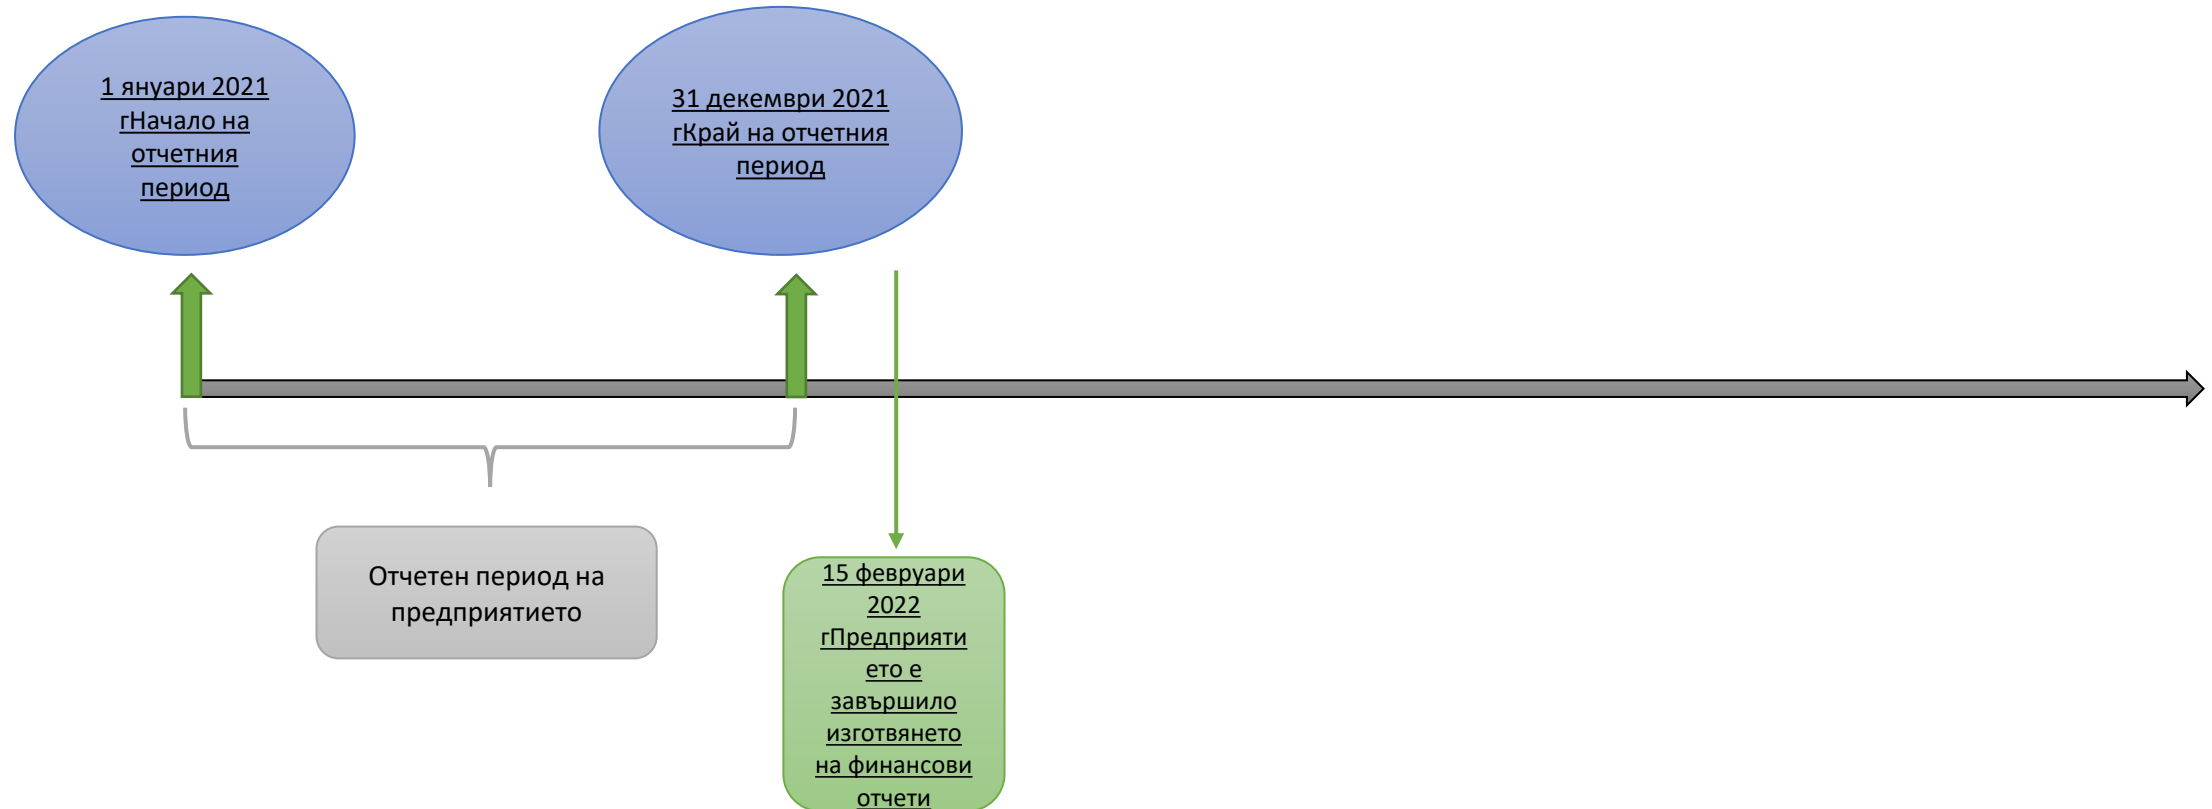 1 януари 2021
гНачало на
отчетния
период
31 декември 2021
гКрай на отчетния
период
Отчетен период на
предприятието
15 февруари
2022
гПредприяти
ето е
завършило
изготвянето
на финансови
отчети